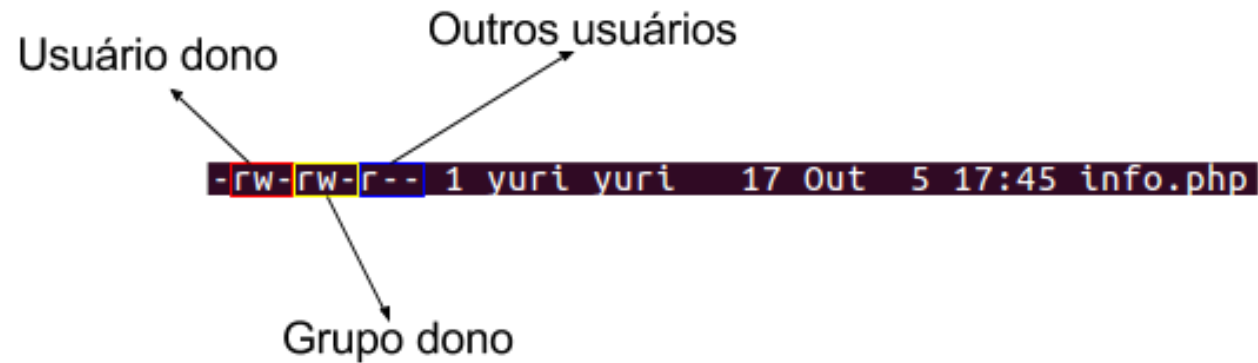 Outros usuários
Usuário dono
-rw-rw-r-- 1 yuri yuri   17 Out  5 17:45 info.php
Grupo dono